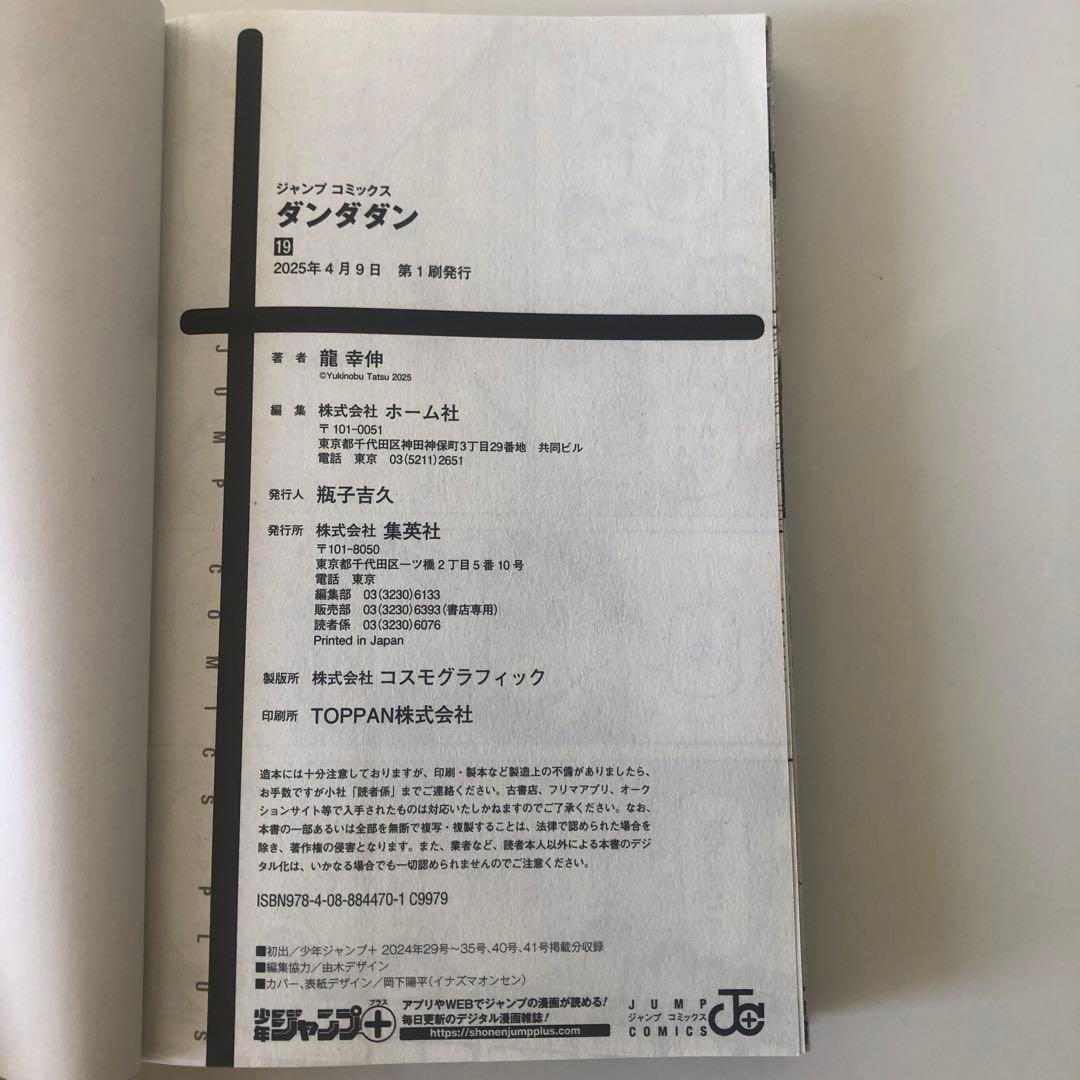 ジャンプ コミックス
ダンダダン
19
2025年4月9日 第1刷発行
著 者 龍 幸伸
©Yukinobu Tatsu 2025
編 集 株式会社 ホーム社
〒101-0051
東京都千代田区神田神保町3丁目29番地 共同ビル
電話 東京 03(5211)2651
発行人 瓶子吉久
発行所 株式会社 集英社
〒101-8050
東京都千代田区一ツ橋2丁目5番10号
電話 東京
編集部 03(3230)6133
販売部 03(3230)6393(書店専用)
読者係 03(3230)6076
Printed in Japan
製版所 株式会社 コスモグラフィック
印刷所 TOPPAN株式会社
造本には十分注意しておりますが、印刷・製本など製造上の不備がありましたら、
お手数ですが小社「読者係」までご連絡ください。古書店、フリマアプリ、オーク
ションサイト等で入手されたものは対応いたしかねますのでご了承ください。なお、
本書の一部あるいは全部を無断で複写・複製することは、法律で認められた場合を
除き、著作権の侵害となります。また、業者など、読者本人以外による本書のデジ
タル化は、いかなる場合でも一切認められませんのでご注意ください。
ISBN978-4-08-884470-1 C9979
■初出/少年ジャンプ+ 2024年29号~35号、40号、41号掲載分収録
■編集協力/由木デザイン
■カバー、表紙デザイン/岡下陽平(イナズマオンセン)
少年ジャンプ+ プラス
アプリやWEBでジャンプの漫画が読める!
毎日更新のデジタル漫画雑誌!
https://shonenjumpplus.com
JUMP
ジャンプ コミックス
COMICS
JC+
JUMP COMICS PLUS